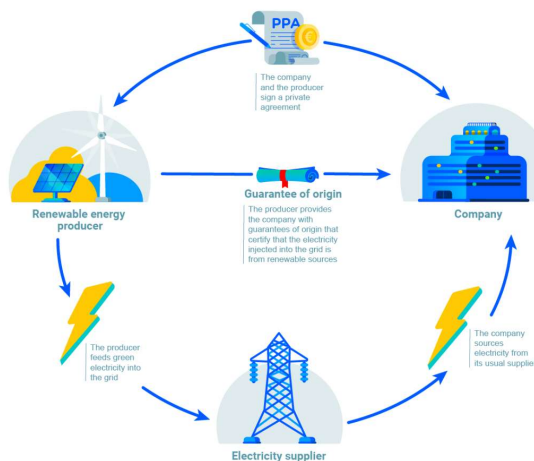 PPA
The company
and the producer
sign a private
agreement
Renewable energy
producer
Guarantee of origin
The producer provides
the company with
guarantees of origin that
certify that the electricity
injected into the grid is
from renewable sources
Company
The producer
feeds green
electricity into
the grid
The company
sources
electricity from
its usual supplier
Electricity supplier